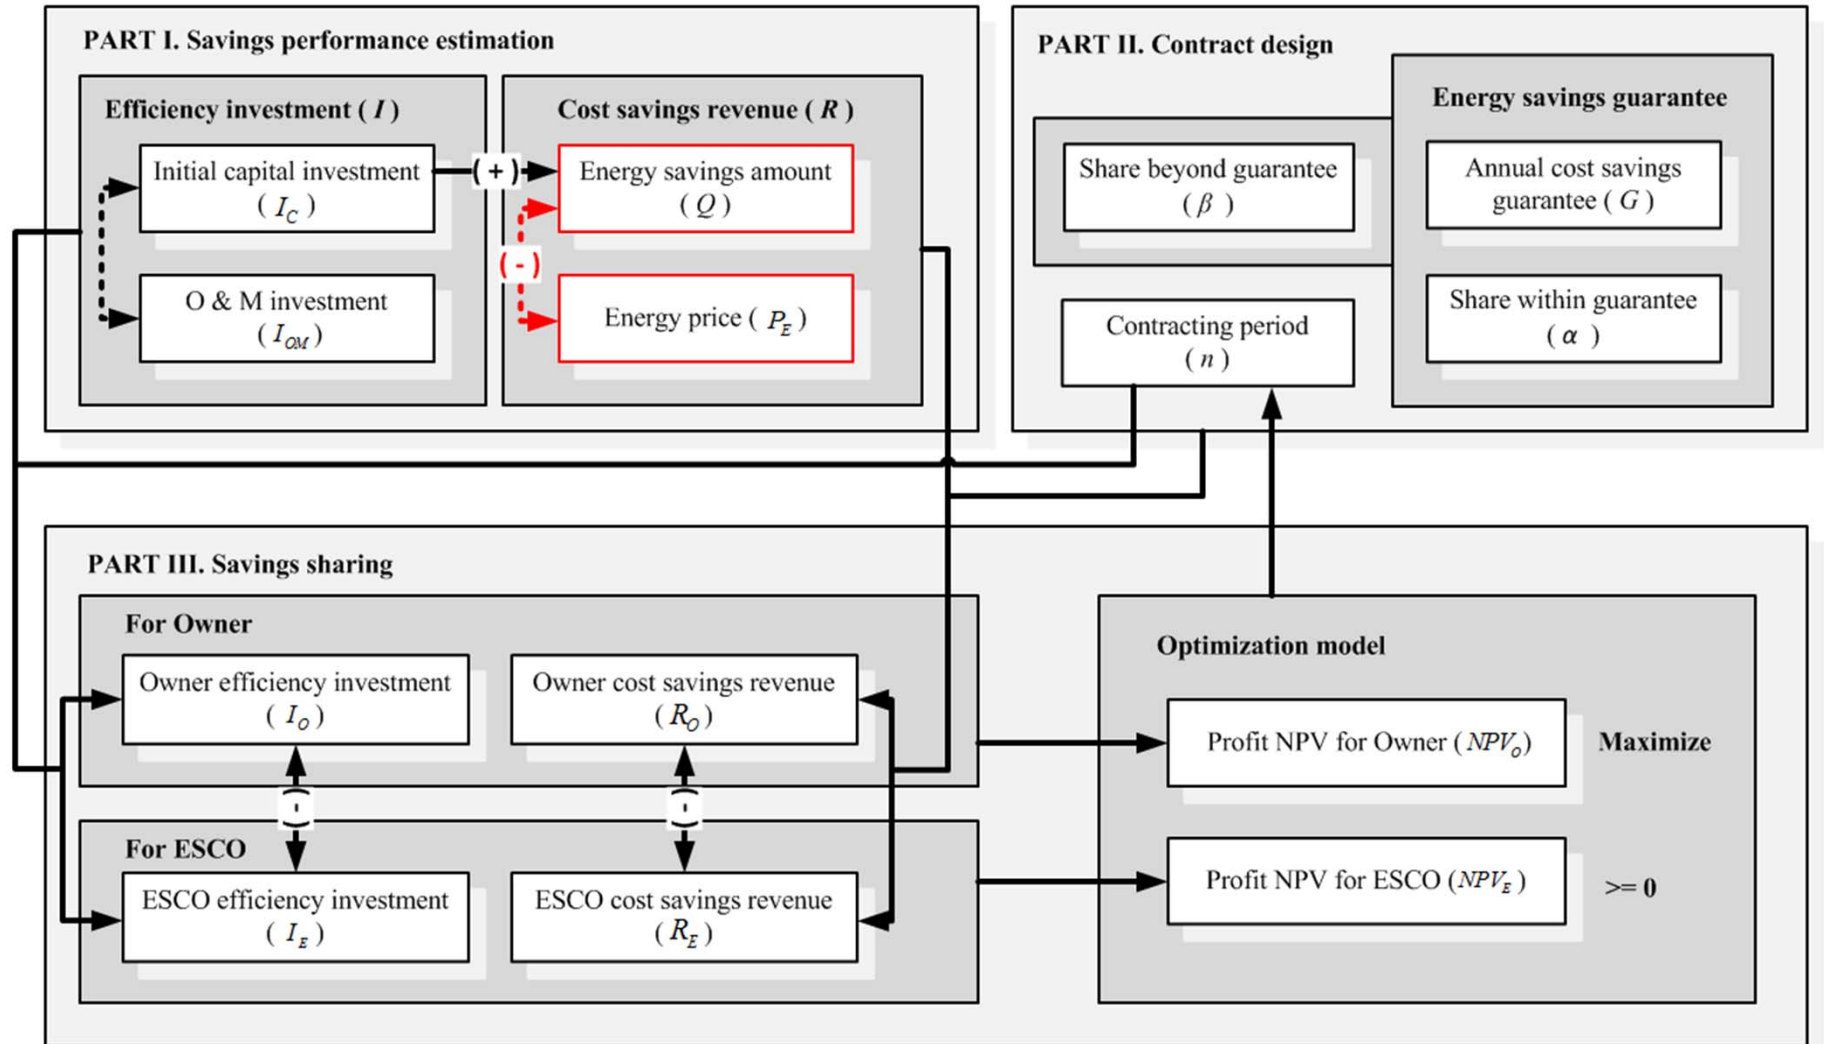 PART I. Savings performance estimation
Efficiency investment ( I )
Initial capital investment
( I_C )
O & M investment
( I_OM )
( + )
Cost savings revenue ( R )
Energy savings amount
( Q )
( - )
Energy price ( P_E )
PART II. Contract design
Share beyond guarantee
( β )
Contracting period
( n )
Energy savings guarantee
Annual cost savings
guarantee ( G )
Share within guarantee
( α )
PART III. Savings sharing
For Owner
Owner efficiency investment
( I_O )
Owner cost savings revenue
( R_O )
( - )
( - )
For ESCO
ESCO efficiency investment
( I_E )
ESCO cost savings revenue
( R_E )
Optimization model
Profit NPV for Owner ( NPV_O )
Maximize
Profit NPV for ESCO ( NPV_E )
>= 0